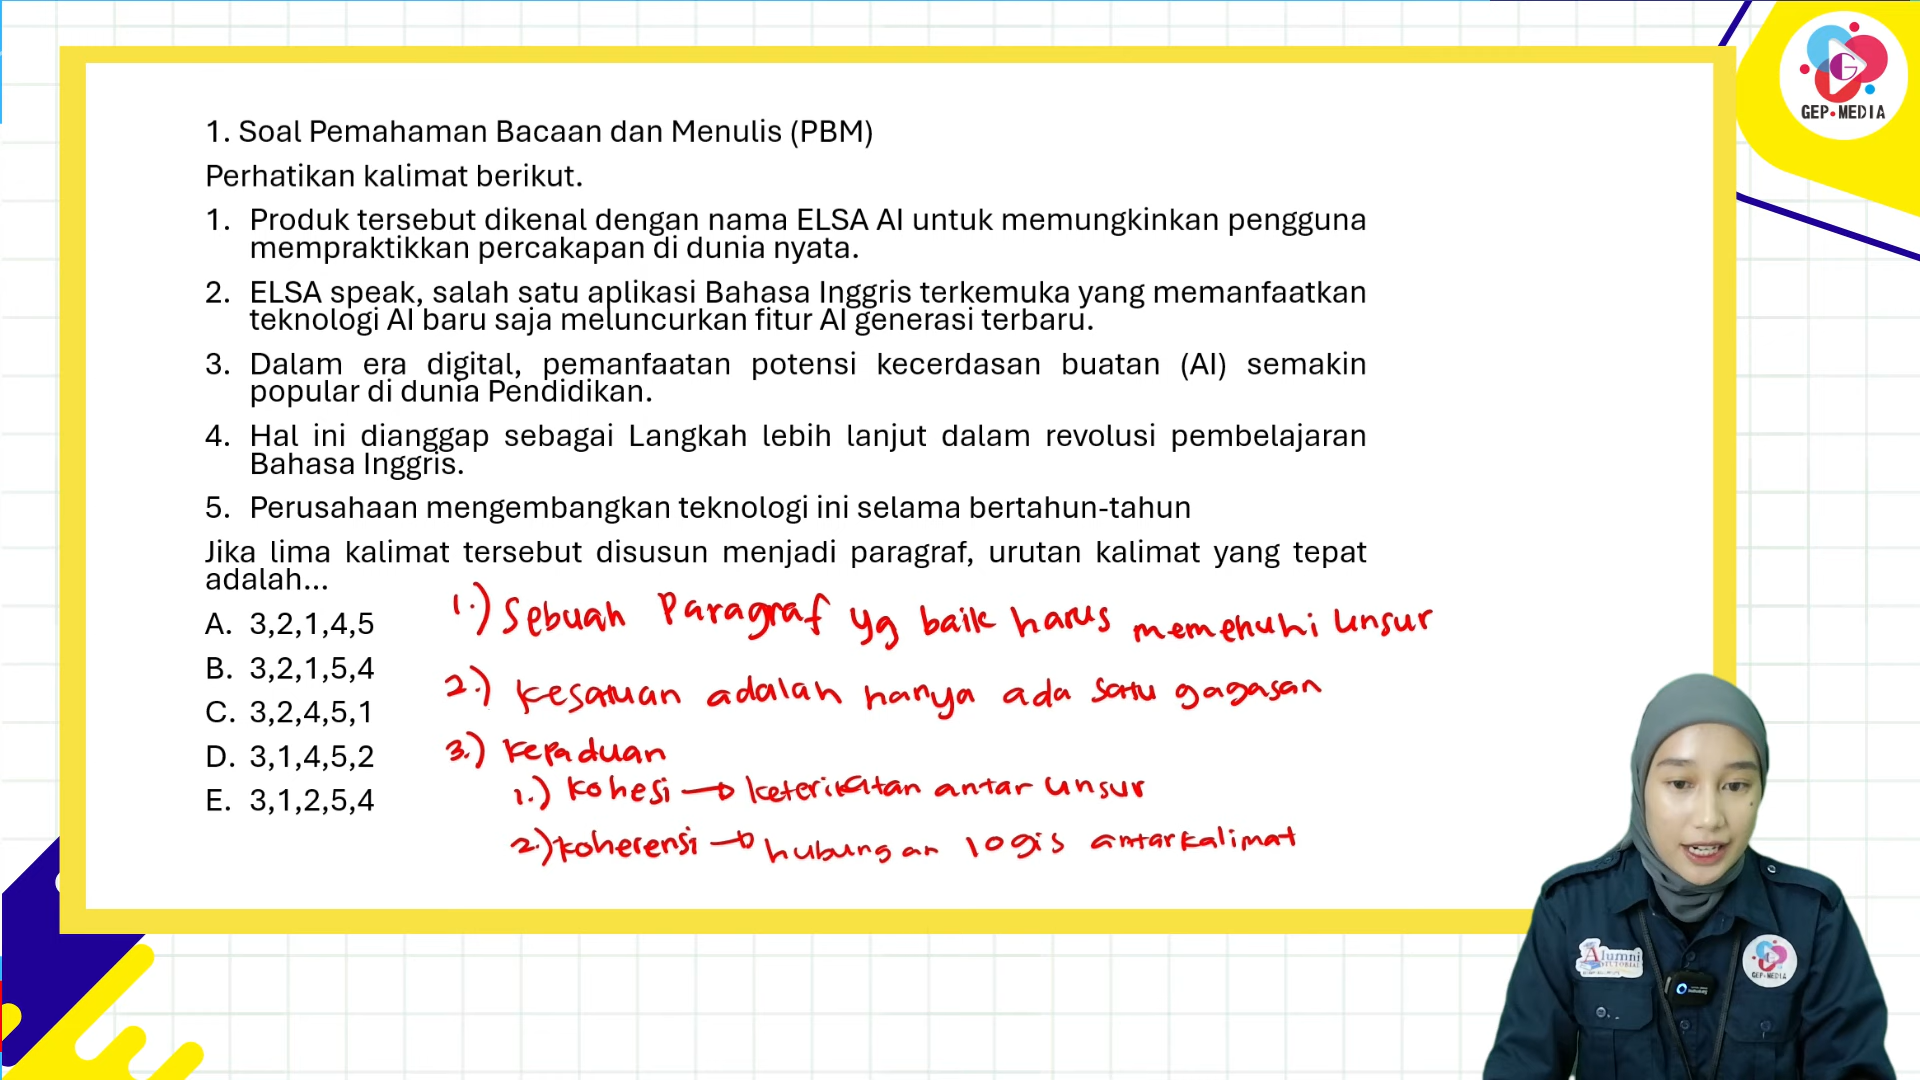 GEP•MEDIA
1. Soal Pemahaman Bacaan dan Menulis (PBM)
Perhatikan kalimat berikut.
1. Produk tersebut dikenal dengan nama ELSA AI untuk memungkinkan pengguna
mempraktikkan percakapan di dunia nyata.
2. ELSA speak, salah satu aplikasi Bahasa Inggris terkemuka yang memanfaatkan
teknologi AI baru saja meluncurkan fitur AI generasi terbaru.
3. Dalam era digital, pemanfaatan potensi kecerdasan buatan (AI) semakin
popular di dunia Pendidikan.
4. Hal ini dianggap sebagai Langkah lebih lanjut dalam revolusi pembelajaran
Bahasa Inggris.
5. Perusahaan mengembangkan teknologi ini selama bertahun-tahun
Jika lima kalimat tersebut disusun menjadi paragraf, urutan kalimat yang tepat
adalah...
A. 3,2,1,4,5
B. 3,2,1,5,4
C. 3,2,4,5,1
D. 3,1,4,5,2
E. 3,1,2,5,4
1.) Sebuah Paragraf yg baik harus memenuhi unsur
2.) Kesatuan adalah hanya ada satu gagasan
3.) Kepaduan
1.) Kohesi → keterikatan antar unsur
2.) Koherensi → hubungan logis antarkalimat
Alumni
GEP•MEDIA